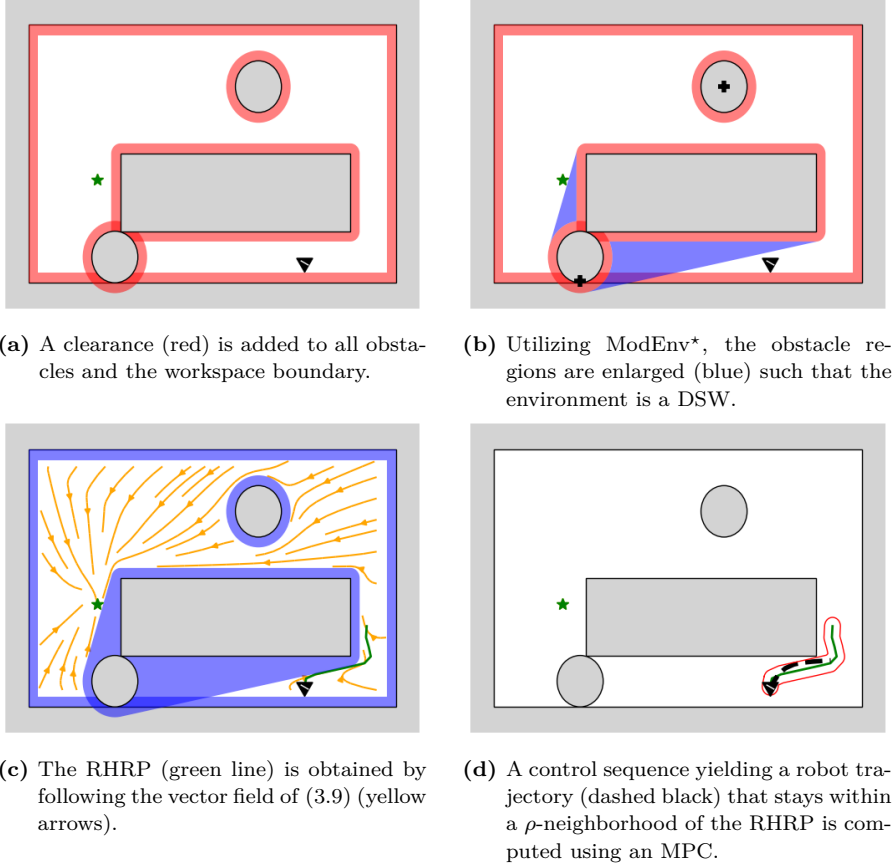 (a) A clearance (red) is added to all obsta-
cles and the workspace boundary.
(b) Utilizing ModEnv⋆, the obstacle re-
gions are enlarged (blue) such that the
environment is a DSW.
(c) The RHRP (green line) is obtained by
following the vector field of (3.9) (yellow
arrows).
(d) A control sequence yielding a robot tra-
jectory (dashed black) that stays within
a ρ-neighborhood of the RHRP is com-
puted using an MPC.